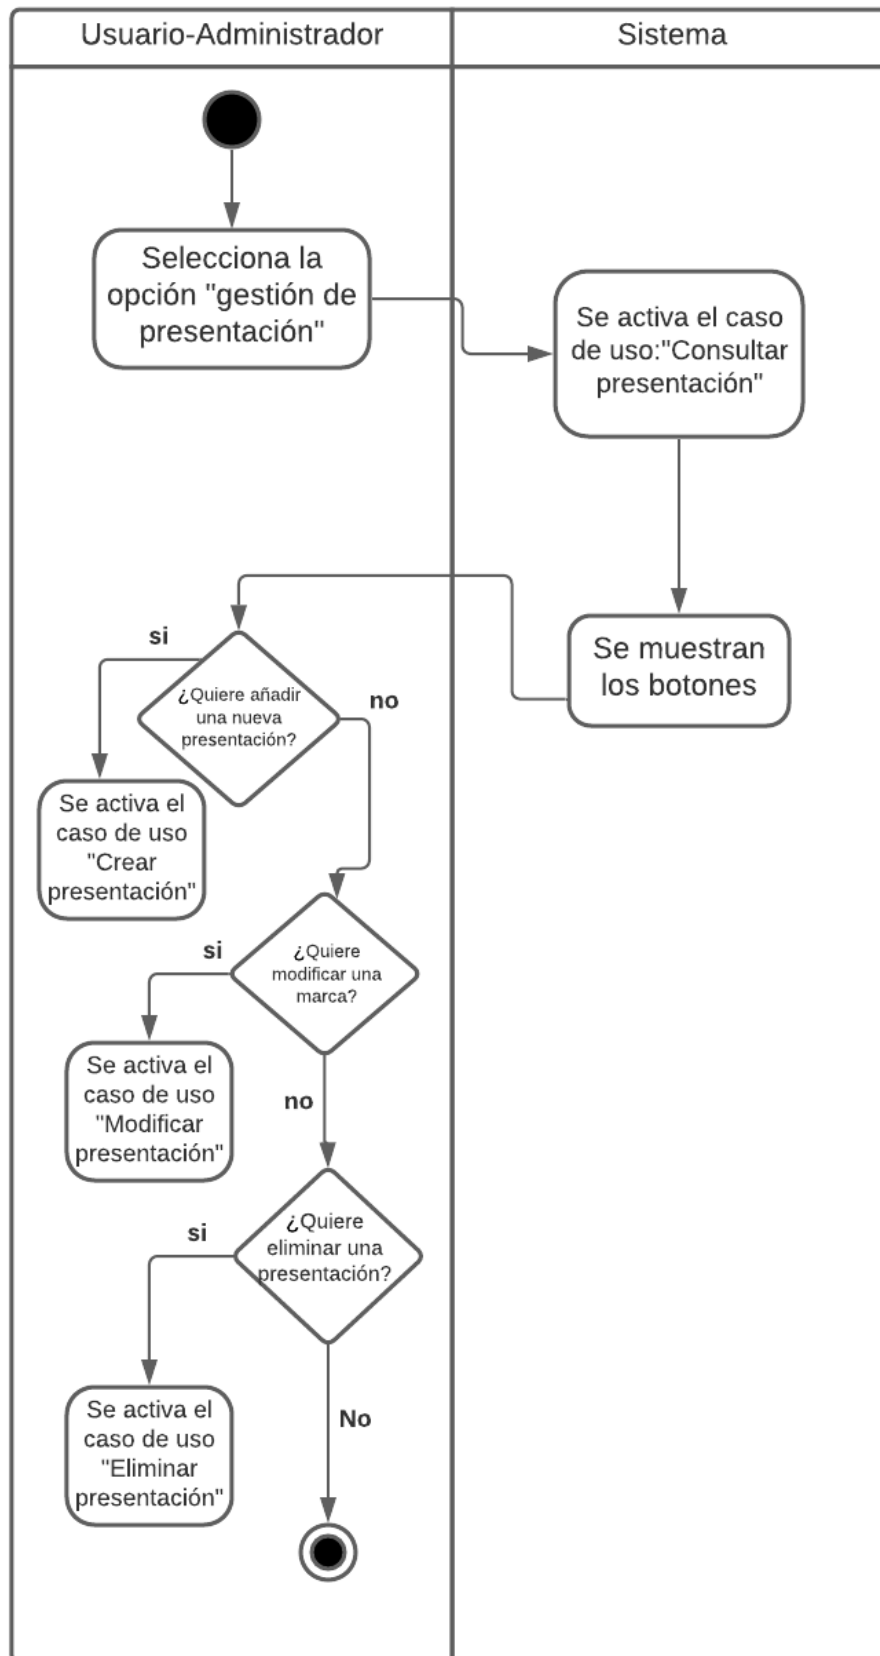 Usuario-Administrador
Sistema
Selecciona la
opción "gestión de
presentación"
Se activa el caso
de uso:"Consultar
presentación"
Se muestran
los botones
si
¿Quiere añadir
una nueva
presentación?
no
Se activa el
caso de uso
"Crear
presentación"
si
¿Quiere
modificar una
marca?
Se activa el
caso de uso
"Modificar
presentación"
no
si
¿Quiere
eliminar una
presentación?
Se activa el
caso de uso
"Eliminar
presentación"
No